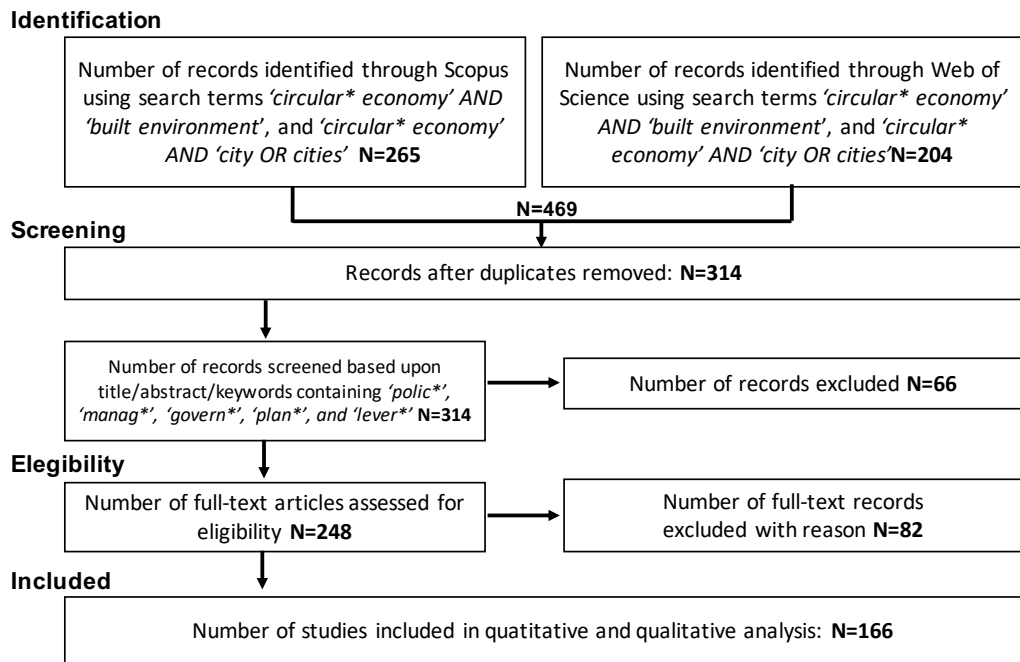 Identification
Number of records identified through Scopus
using search terms ‘circular* economy’ AND
‘built environment’, and ‘circular* economy’
AND ‘city OR cities’ N=265
Number of records identified through Web of
Science using search terms ‘circular* economy’
AND ‘built environment’, and ‘circular*
economy’ AND ‘city OR cities’N=204
N=469
Screening
Records after duplicates removed: N=314
Number of records screened based upon
title/abstract/keywords containing ‘polic*’,
‘manag*’, ‘govern*’, ‘plan*’, and ‘lever*’ N=314
Number of records excluded N=66
Elegibility
Number of full-text articles assessed for
eligibility N=248
Number of full-text records
excluded with reason N=82
Included
Number of studies included in quatitative and qualitative analysis: N=166